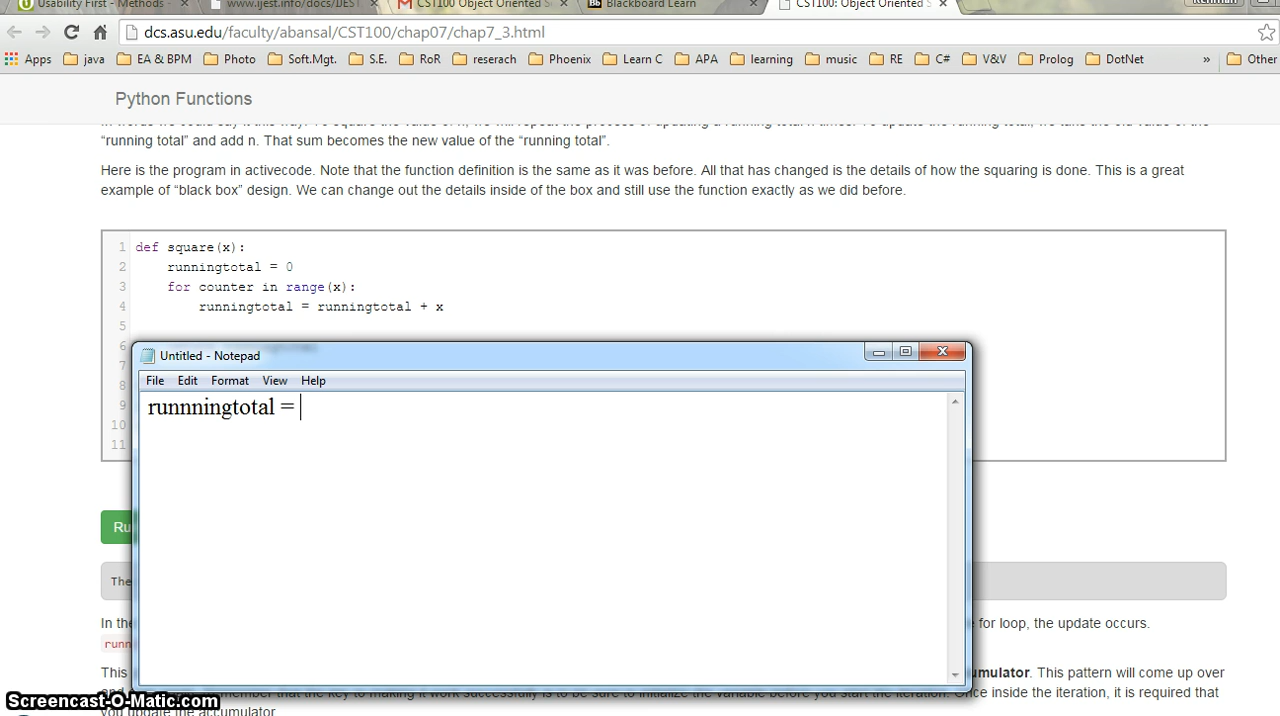 Usability First - Methods
www.ijest.info/docs/IJEST
CST100 Object Oriented S
Blackboard Learn
CST100: Object Oriented S
dcs.asu.edu/faculty/abansal/CST100/chap07/chap7_3.html
Apps java EA & BPM Photo Soft.Mgt. S.E. RoR reserach Phoenix Learn C APA learning music RE C# V&V Prolog DotNet » Other
Python Functions
“running total” and add n. That sum becomes the new value of the “running total”.
Here is the program in activecode. Note that the function definition is the same as it was before. All that has changed is the details of how the squaring is done. This is a great
example of “black box” design. We can change out the details inside of the box and still use the function exactly as we did before.
1 def square(x):
2 runningtotal = 0
3 for counter in range(x):
4 runningtotal = runningtotal + x
5
6
7
8
9
10
11
Untitled - Notepad
File Edit Format View Help
runnningtotal =
Ru
The
In the for loop, the update occurs.
runn
This umulator. This pattern will come up over
Once inside the iteration, it is required that
you update the accumulator
Screencast-O-Matic.com